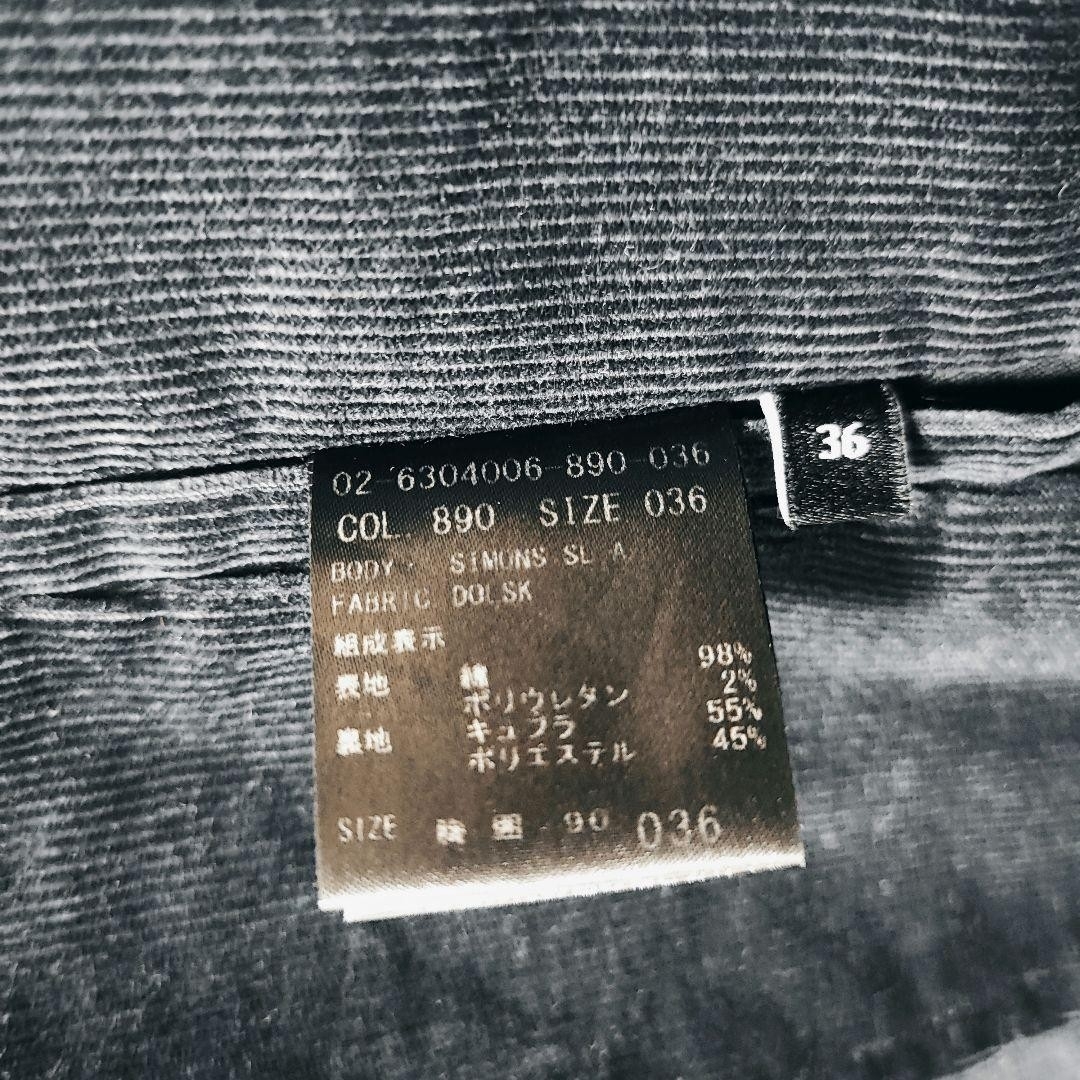 02-6304006-890-036
COL. 890 SIZE 036
BODY: SIMONS SL A
FABRIC DOLSK
組成表示
表地 綿 98%
ポリウレタン 2%
裏地 キュプラ 55%
ポリエステル 45%
SIZE 胸囲 90 036
36